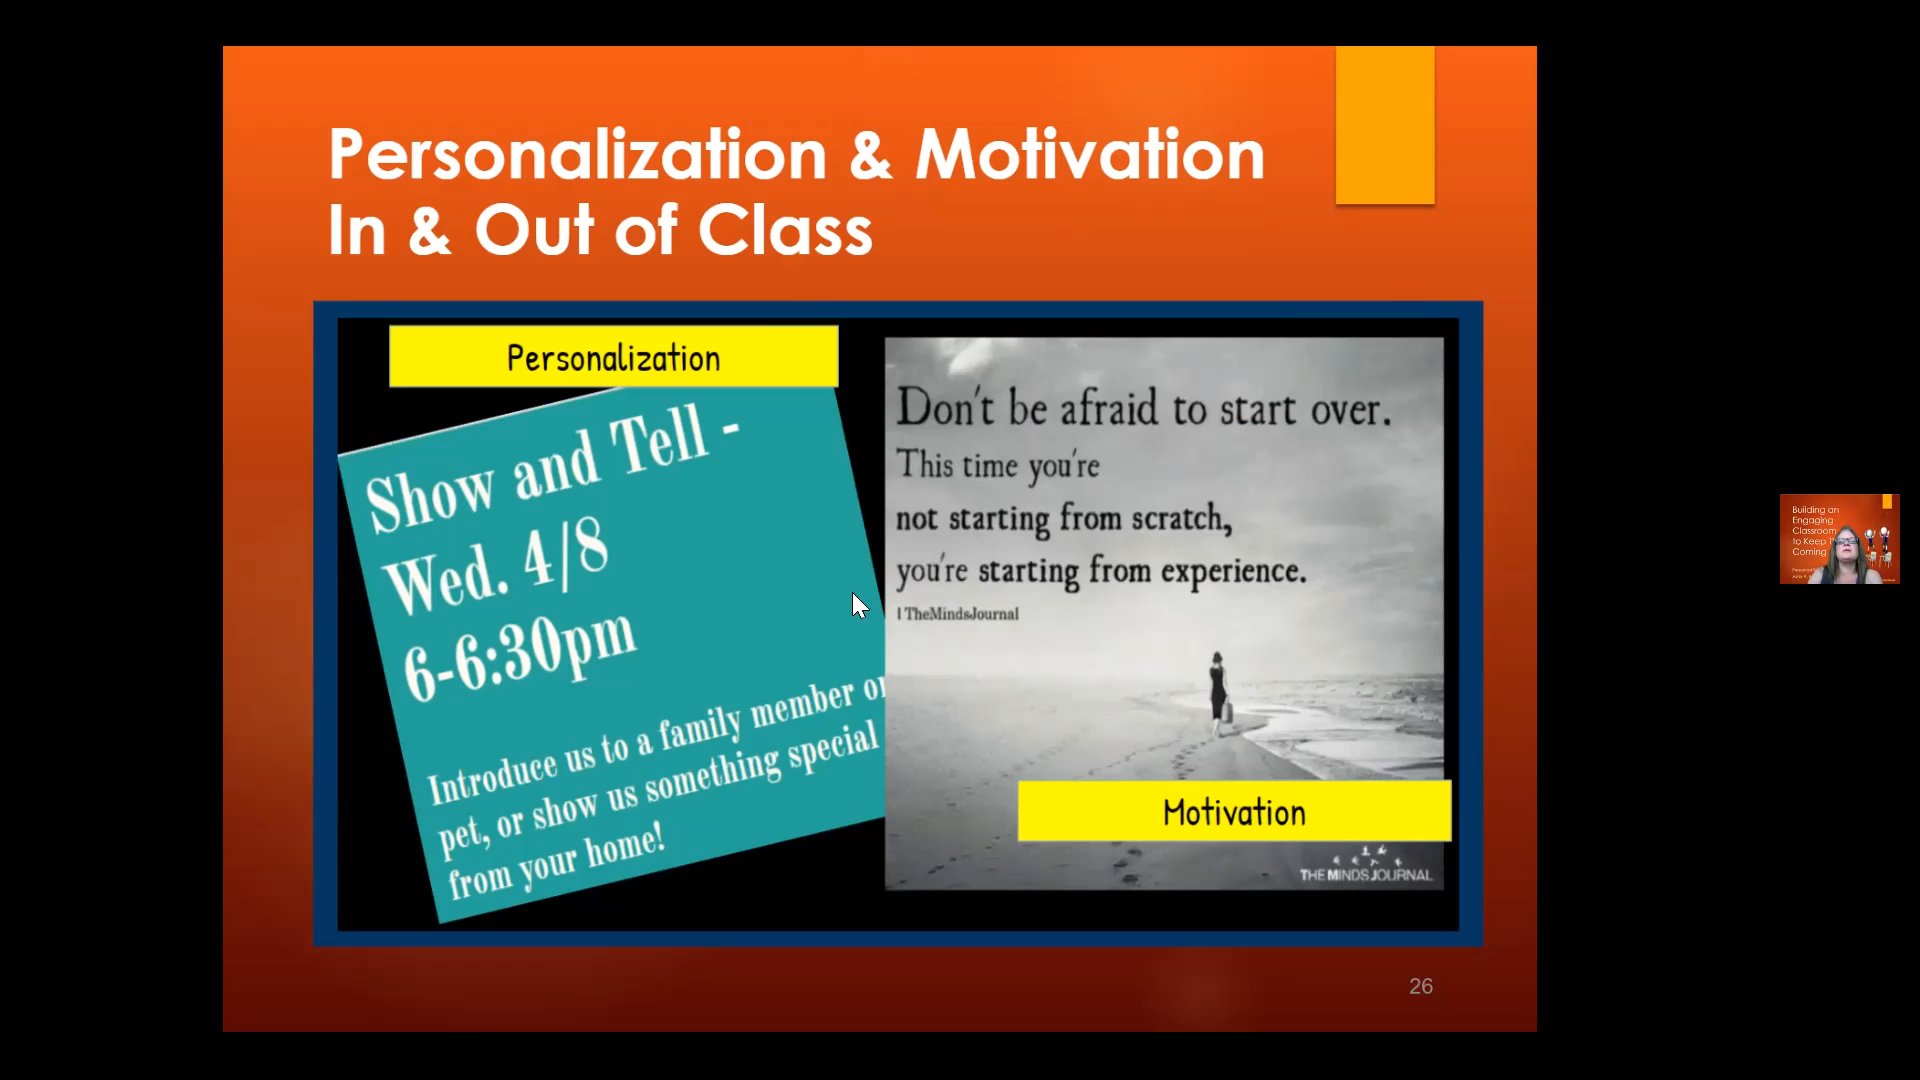 Personalization & Motivation
In & Out of Class
Personalization
Show and Tell -
Wed. 4/8
6-6:30pm
Introduce us to a family member or
pet, or show us something special
from your home!
Don't be afraid to start over.
This time you're
not starting from scratch,
you're starting from experience.
| TheMindsJournal
Motivation
THEMINDSJOURNAL
26
Building an
Engaging
Classroom
to Keep
Coming